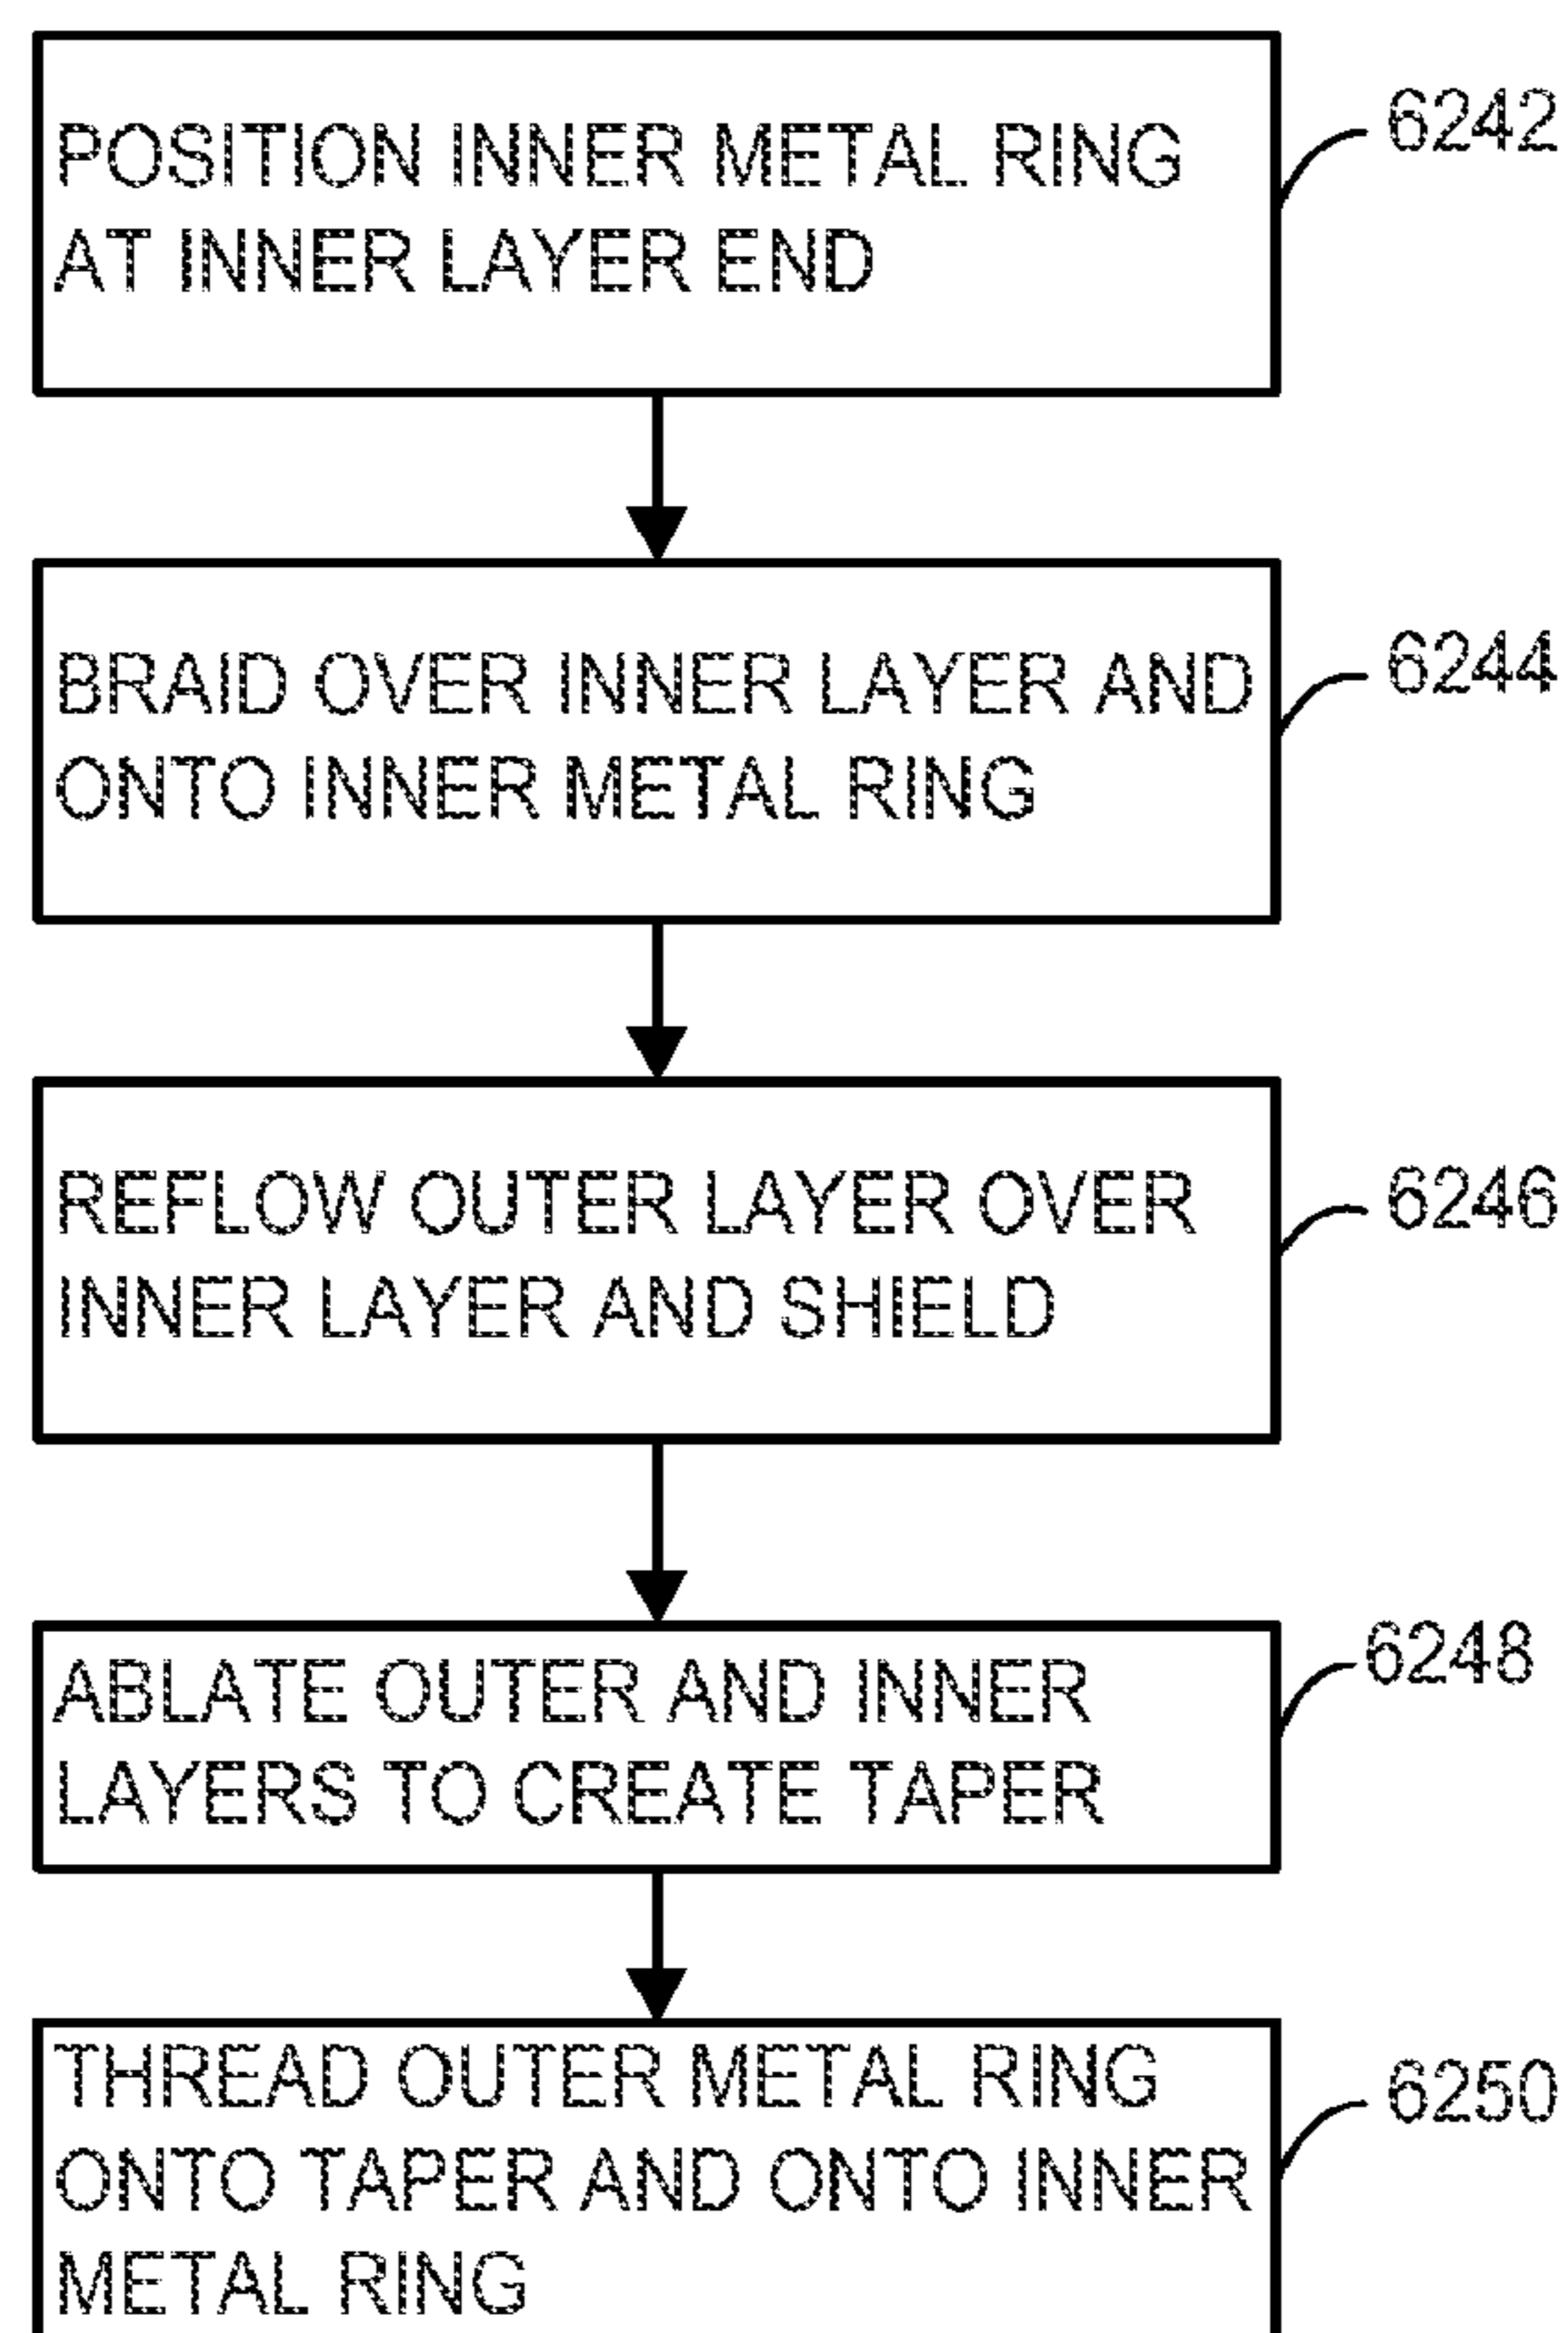 POSITION INNER METAL RING
AT INNER LAYER END
6242
BRAID OVER INNER LAYER AND
ONTO INNER METAL RING
6244
REFLOW OUTER LAYER OVER
INNER LAYER AND SHIELD
6246
ABLATE OUTER AND INNER
LAYERS TO CREATE TAPER
6248
THREAD OUTER METAL RING
ONTO TAPER AND ONTO INNER
METAL RING
6250